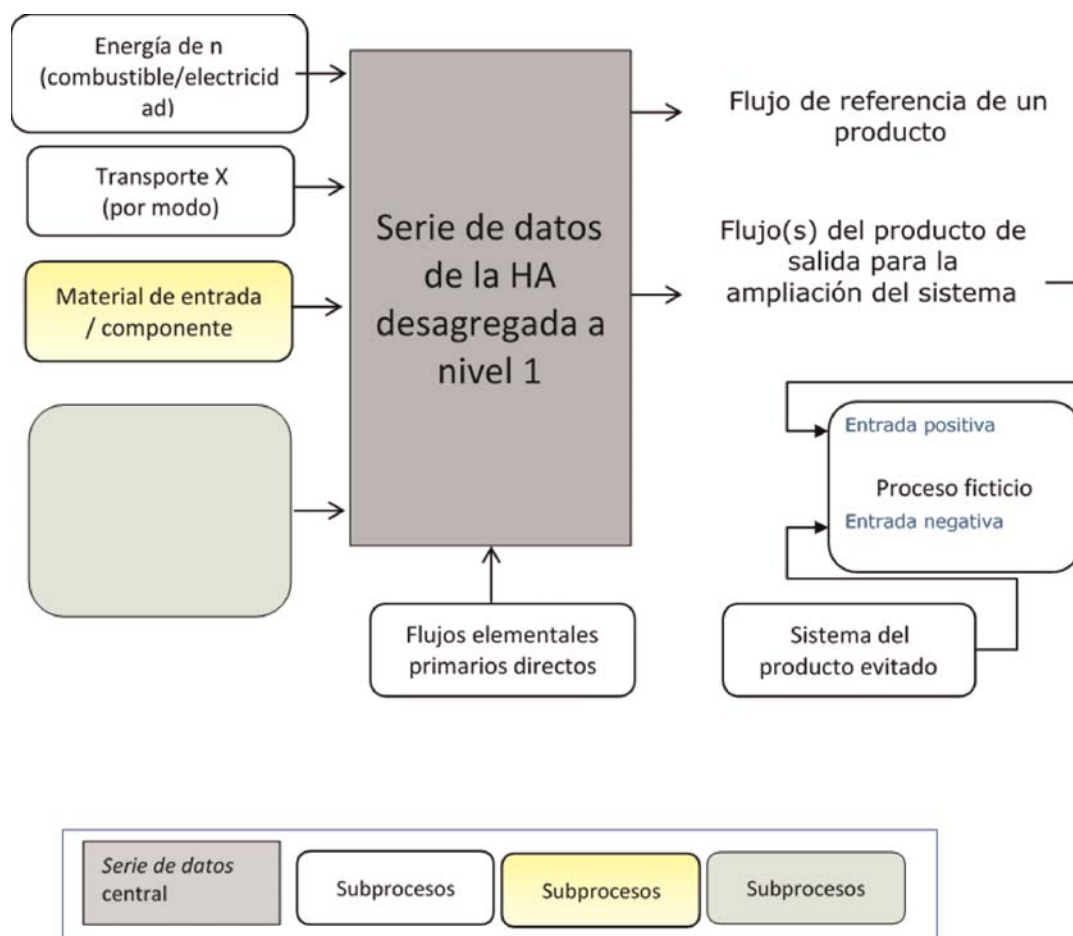 Energía de n
(combustible/electricid
ad)
Transporte X
(por modo)
Material de entrada
/ componente
Serie de datos
de la HA
desagregada a
nivel 1
Flujos elementales
primarios directos
Flujo de referencia de un
producto
Flujo(s) del producto de
salida para la
ampliación del sistema
Entrada positiva
Proceso ficticio
Entrada negativa
Sistema del
producto evitado
Serie de datos
central
Subprocesos
Subprocesos
Subprocesos